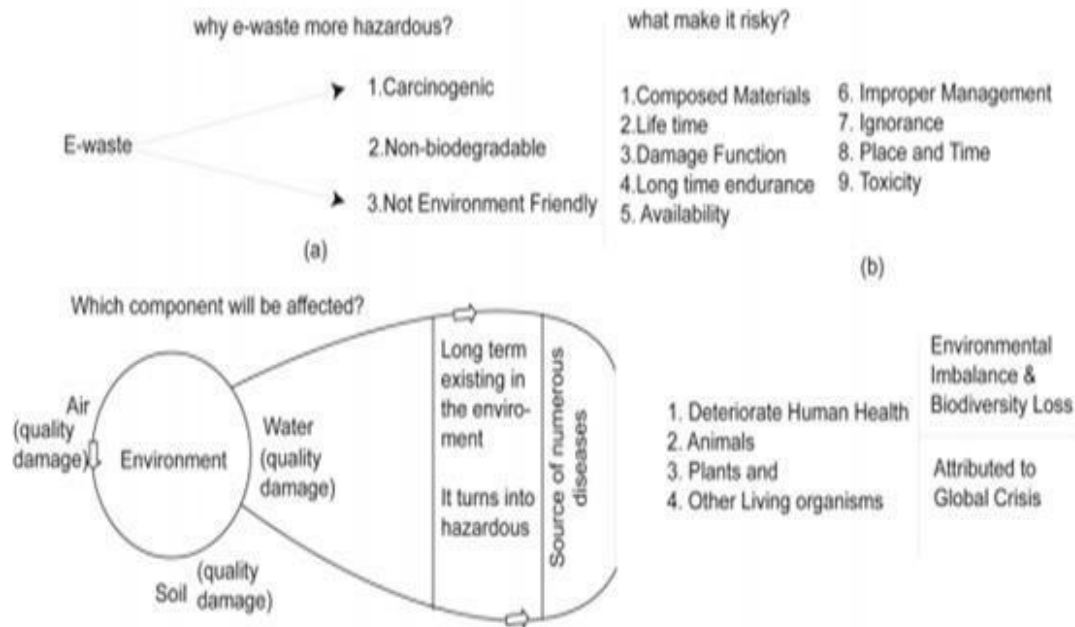 why e-waste more hazardous?
E-waste
1.Carcinogenic
2.Non-biodegradable
3.Not Environment Friendly
(a)
what make it risky?
1.Composed Materials
2.Life time
3.Damage Function
4.Long time endurance
5. Availability
6. Improper Management
7. Ignorance
8. Place and Time
9. Toxicity
(b)
Which component will be affected?
Air
(quality
damage)
Environment
Water
(quality
damage)
Soil
(quality
damage)
Long term
existing in
the enviro-
ment
It turns into
hazardous
Source of numerous
diseases
1. Deteriorate Human Health
2. Animals
3. Plants and
4. Other Living organisms
Environmental
Imbalance &
Biodiversity Loss
Attributed to
Global Crisis